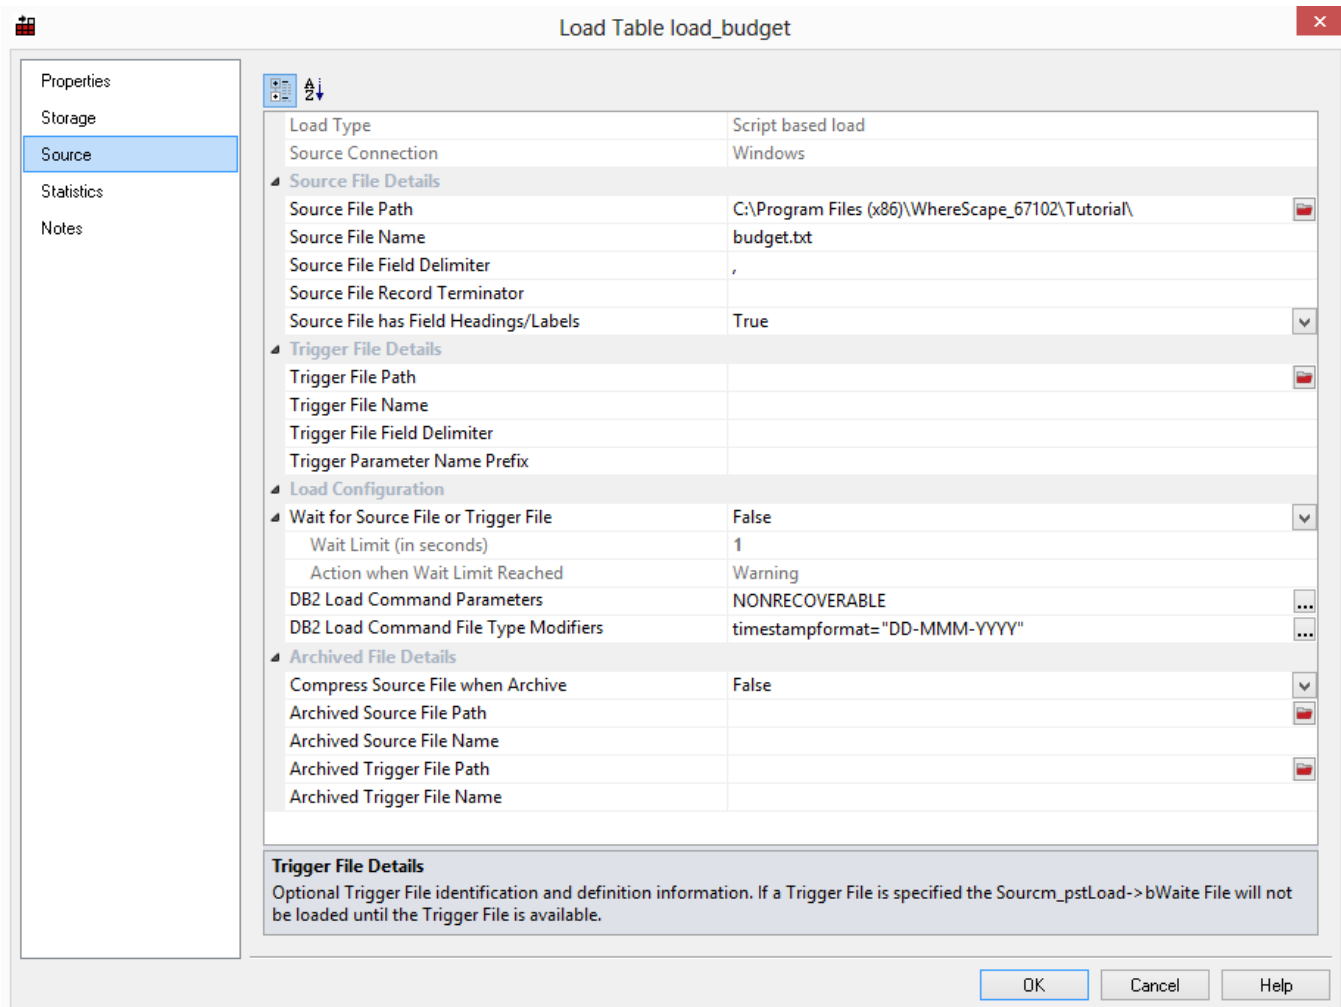 Load Table load_budget
Properties
Storage
Source
Statistics
Notes
Load Type Script based load
Source Connection Windows
Source File Details
Source File Path C:\Program Files (x86)\WhereScape_67102\Tutorial\
Source File Name budget.txt
Source File Field Delimiter ,
Source File Record Terminator
Source File has Field Headings/Labels True
Trigger File Details
Trigger File Path
Trigger File Name
Trigger File Field Delimiter
Trigger Parameter Name Prefix
Load Configuration
Wait for Source File or Trigger File False
Wait Limit (in seconds) 1
Action when Wait Limit Reached Warning
DB2 Load Command Parameters NONRECOVERABLE ...
DB2 Load Command File Type Modifiers timestampformat="DD-MMM-YYYY" ...
Archived File Details
Compress Source File when Archive False
Archived Source File Path
Archived Source File Name
Archived Trigger File Path
Archived Trigger File Name
Trigger File Details
Optional Trigger File identification and definition information. If a Trigger File is specified the Sourcm_pstLoad->bWaite File will not
be loaded until the Trigger File is available.
OK Cancel Help